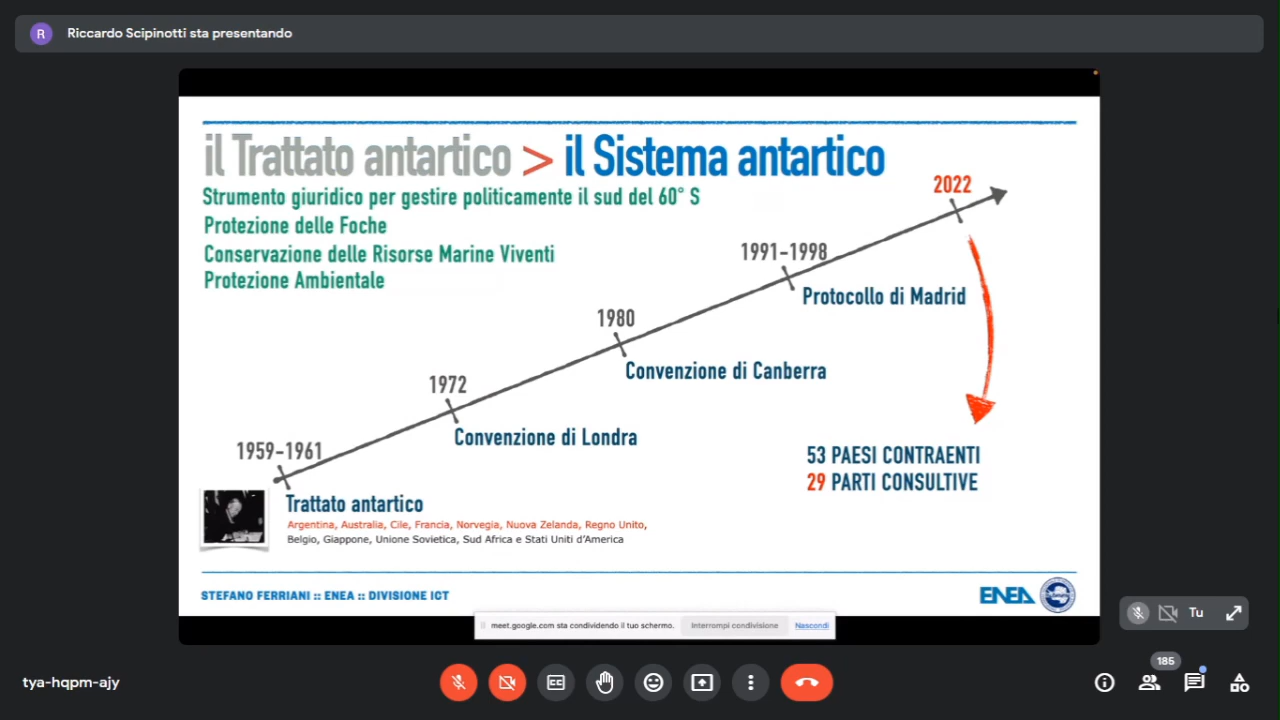 R
Riccardo Scipinotti sta presentando
il Trattato antartico > il Sistema antartico
Strumento giuridico per gestire politicamente il sud del 60° S
Protezione delle Foche
Conservazione delle Risorse Marine Viventi
Protezione Ambientale
2022
1991-1998
Protocollo di Madrid
1980
Convenzione di Canberra
1972
Convenzione di Londra
1959-1961
Trattato antartico
Argentina, Australia, Cile, Francia, Norvegia, Nuova Zelanda, Regno Unito,
Belgio, Giappone, Unione Sovietica, Sud Africa e Stati Uniti d'America
53 PAESI CONTRAENTI
29 PARTI CONSULTIVE
STEFANO FERRIANI :: ENEA :: DIVISIONE ICT
ENEA
meet.google.com sta condividendo il tuo schermo. Interrompi condivisione Nascondi
Tu
tya-hqpm-ajy
CC
185